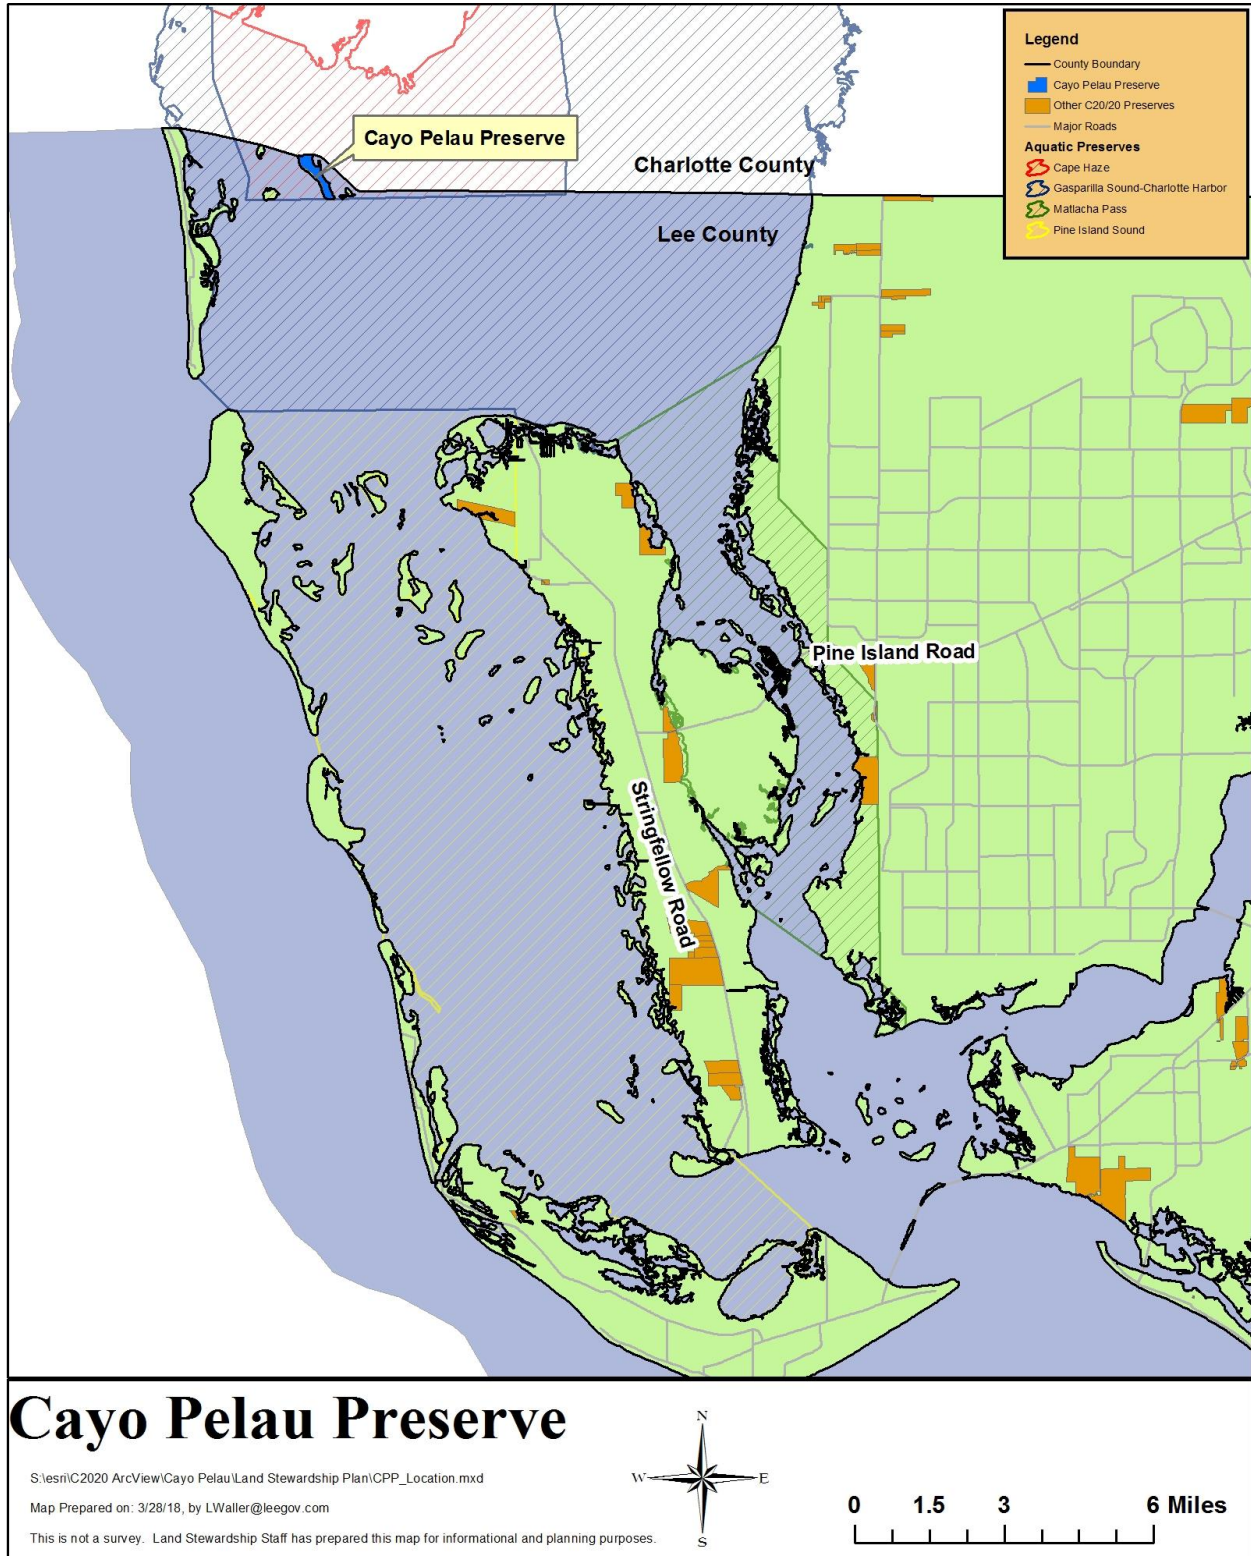 Legend
County Boundary
Cayo Pelau Preserve
Other C20/20 Preserves
Major Roads
Aquatic Preserves
Cape Haze
Gasparilla Sound-Charlotte Harbor
Matlacha Pass
Pine Island Sound
Cayo Pelau Preserve
Charlotte County
Lee County
Pine Island Road
Stringfellow Road
Cayo Pelau Preserve
S:\esri\C2020 ArcView\Cayo Pelau\Land Stewardship Plan\CPP_Location.mxd
Map Prepared on: 3/28/18, by LWaller@leegov.com
This is not a survey. Land Stewardship Staff has prepared this map for informational and planning purposes.
N
W E
S
0 1.5 3 6 Miles